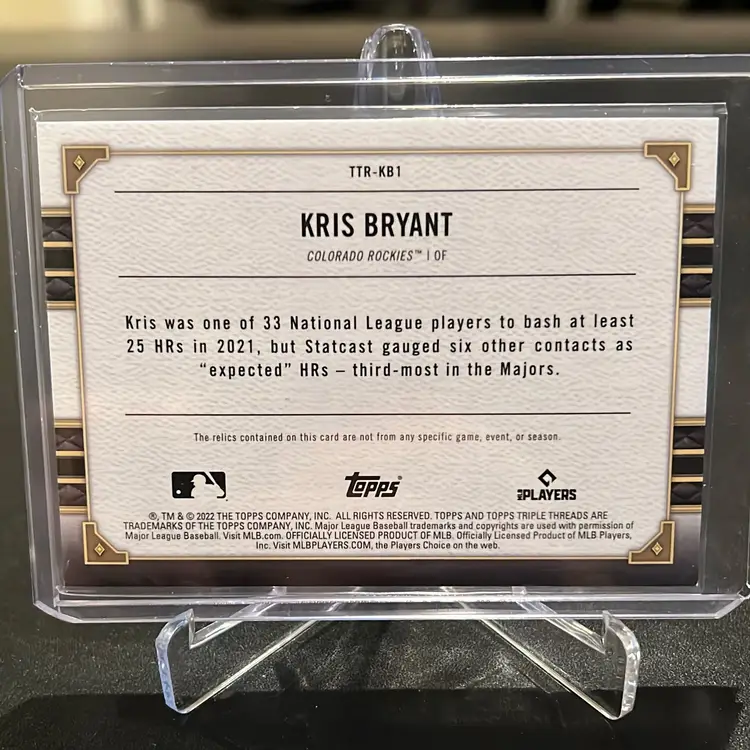 TTR-KB1
KRIS BRYANT
COLORADO ROCKIES™ | OF
Kris was one of 33 National League players to bash at least
25 HRs in 2021, but Statcast gauged six other contacts as
“expected” HRs – third-most in the Majors.
The relics contained on this card are not from any specific game, event, or season.
topps®
MLB PLAYERS
®, TM & © 2022 THE TOPPS COMPANY, INC. ALL RIGHTS RESERVED. TOPPS AND TOPPS TRIPLE THREADS ARE
TRADEMARKS OF THE TOPPS COMPANY, INC. Major League Baseball trademarks and copyrights are used with permission of
Major League Baseball. Visit MLB.com. OFFICIALLY LICENSED PRODUCT OF MLB. Officially Licensed Product of MLB Players,
Inc. Visit MLBPLAYERS.COM, the Players Choice on the web.